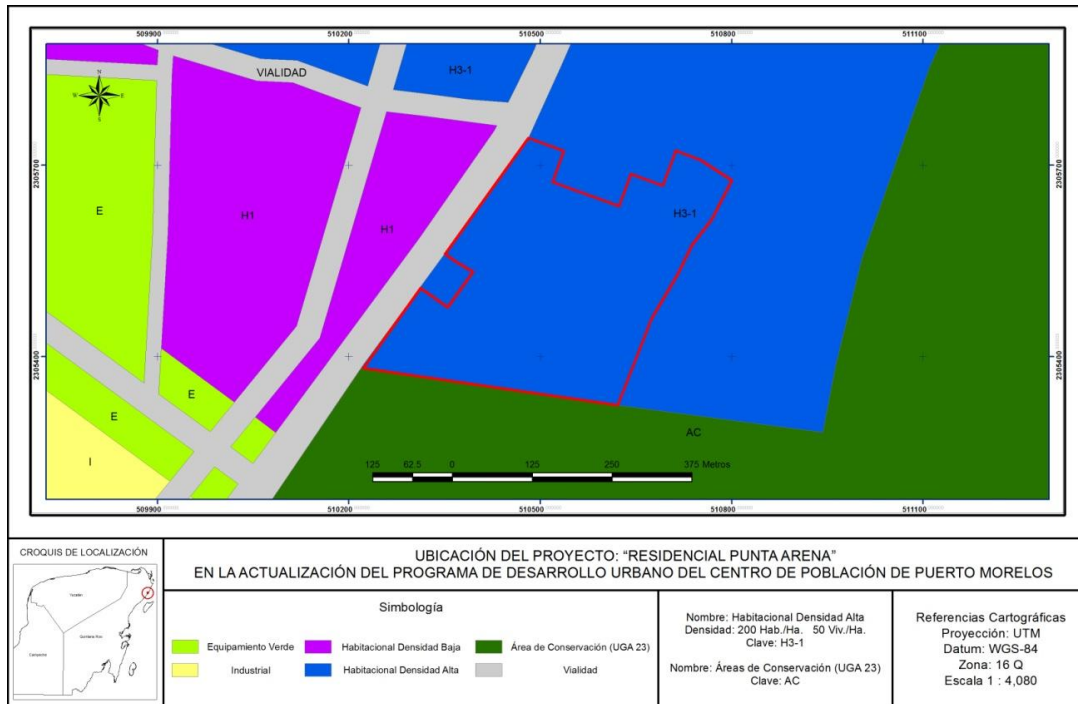 509900 510200 510500 510800 511100
VIALIDAD
H3-1
N
W E
S
2305700 2305700
E
H1
H1
H3-1
2305400 2305400
E
E
I
AC
125 62.5 0 125 250 375 Metros
509900 510200 510500 510800 511100
CROQUIS DE LOCALIZACIÓN
Yucatán
Quintana Roo
Campeche
UBICACIÓN DEL PROYECTO: “RESIDENCIAL PUNTA ARENA”
EN LA ACTUALIZACIÓN DEL PROGRAMA DE DESARROLLO URBANO DEL CENTRO DE POBLACIÓN DE PUERTO MORELOS
Simbología
Equipamiento Verde
Habitacional Densidad Baja
Área de Conservación (UGA 23)
Industrial
Habitacional Densidad Alta
Vialidad
Nombre: Habitacional Densidad Alta
Densidad: 200 Hab./Ha. 50 Viv./Ha.
Clave: H3-1
Nombre: Áreas de Conservación (UGA 23)
Clave: AC
Referencias Cartográficas
Proyección: UTM
Datum: WGS-84
Zona: 16 Q
Escala 1 : 4,080